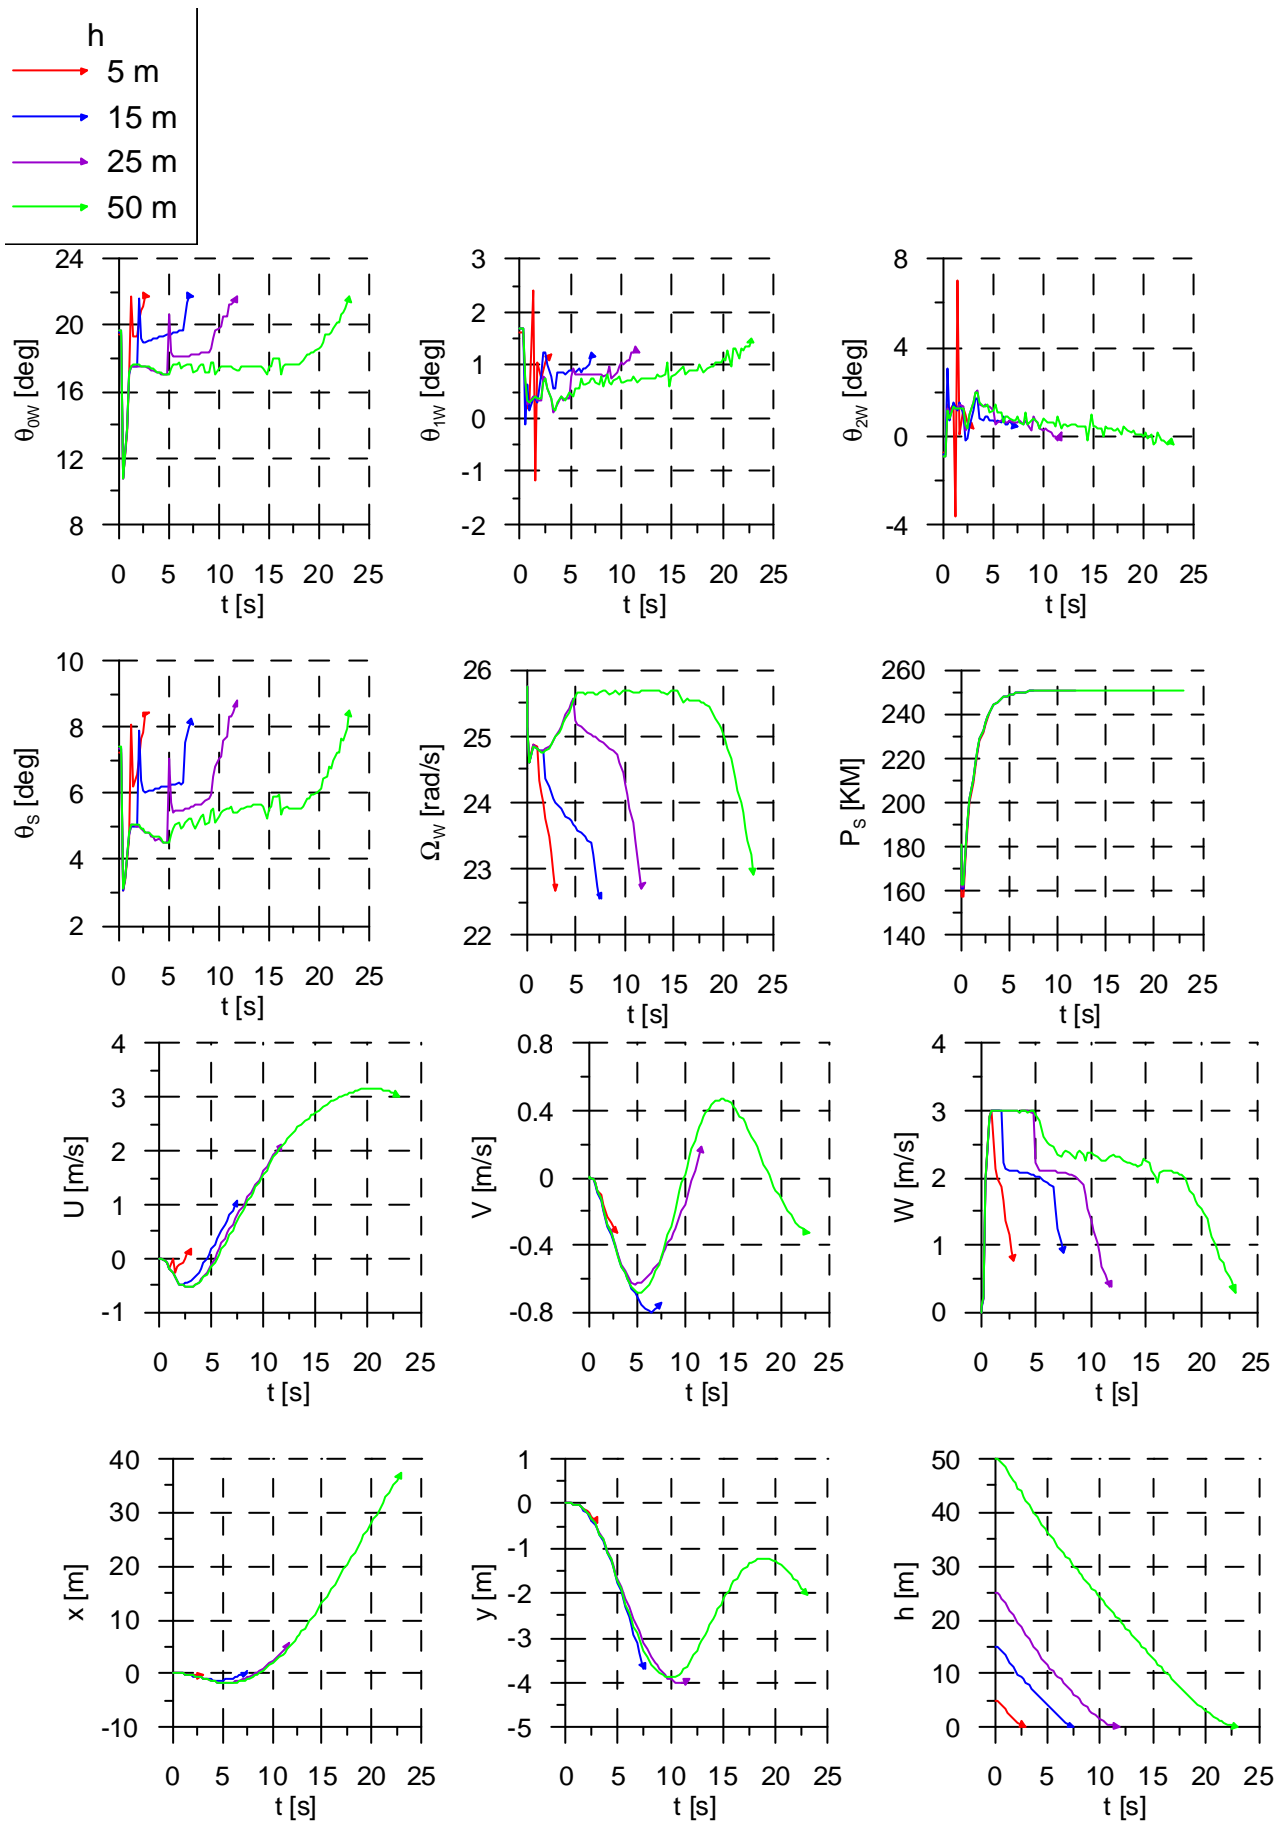 h
5 m
15 m
25 m
50 m
24
20
16
12
8
θ0W [deg]
0 5 10 15 20 25
t [s]
3
2
1
0
-1
-2
θ1W [deg]
0 5 10 15 20 25
t [s]
8
4
0
-4
θ2W [deg]
0 5 10 15 20 25
t [s]
10
8
6
4
2
θS [deg]
0 5 10 15 20 25
t [s]
26
25
24
23
22
ΩW [rad/s]
0 5 10 15 20 25
t [s]
260
240
220
200
180
160
140
PS [KM]
0 5 10 15 20 25
t [s]
4
3
2
1
0
-1
U [m/s]
0 5 10 15 20 25
t [s]
0.8
0.4
0
-0.4
-0.8
V [m/s]
0 5 10 15 20 25
t [s]
4
3
2
1
0
W [m/s]
0 5 10 15 20 25
t [s]
40
30
20
10
0
-10
x [m]
0 5 10 15 20 25
t [s]
1
0
-1
-2
-3
-4
-5
y [m]
0 5 10 15 20 25
t [s]
50
40
30
20
10
0
h [m]
0 5 10 15 20 25
t [s]